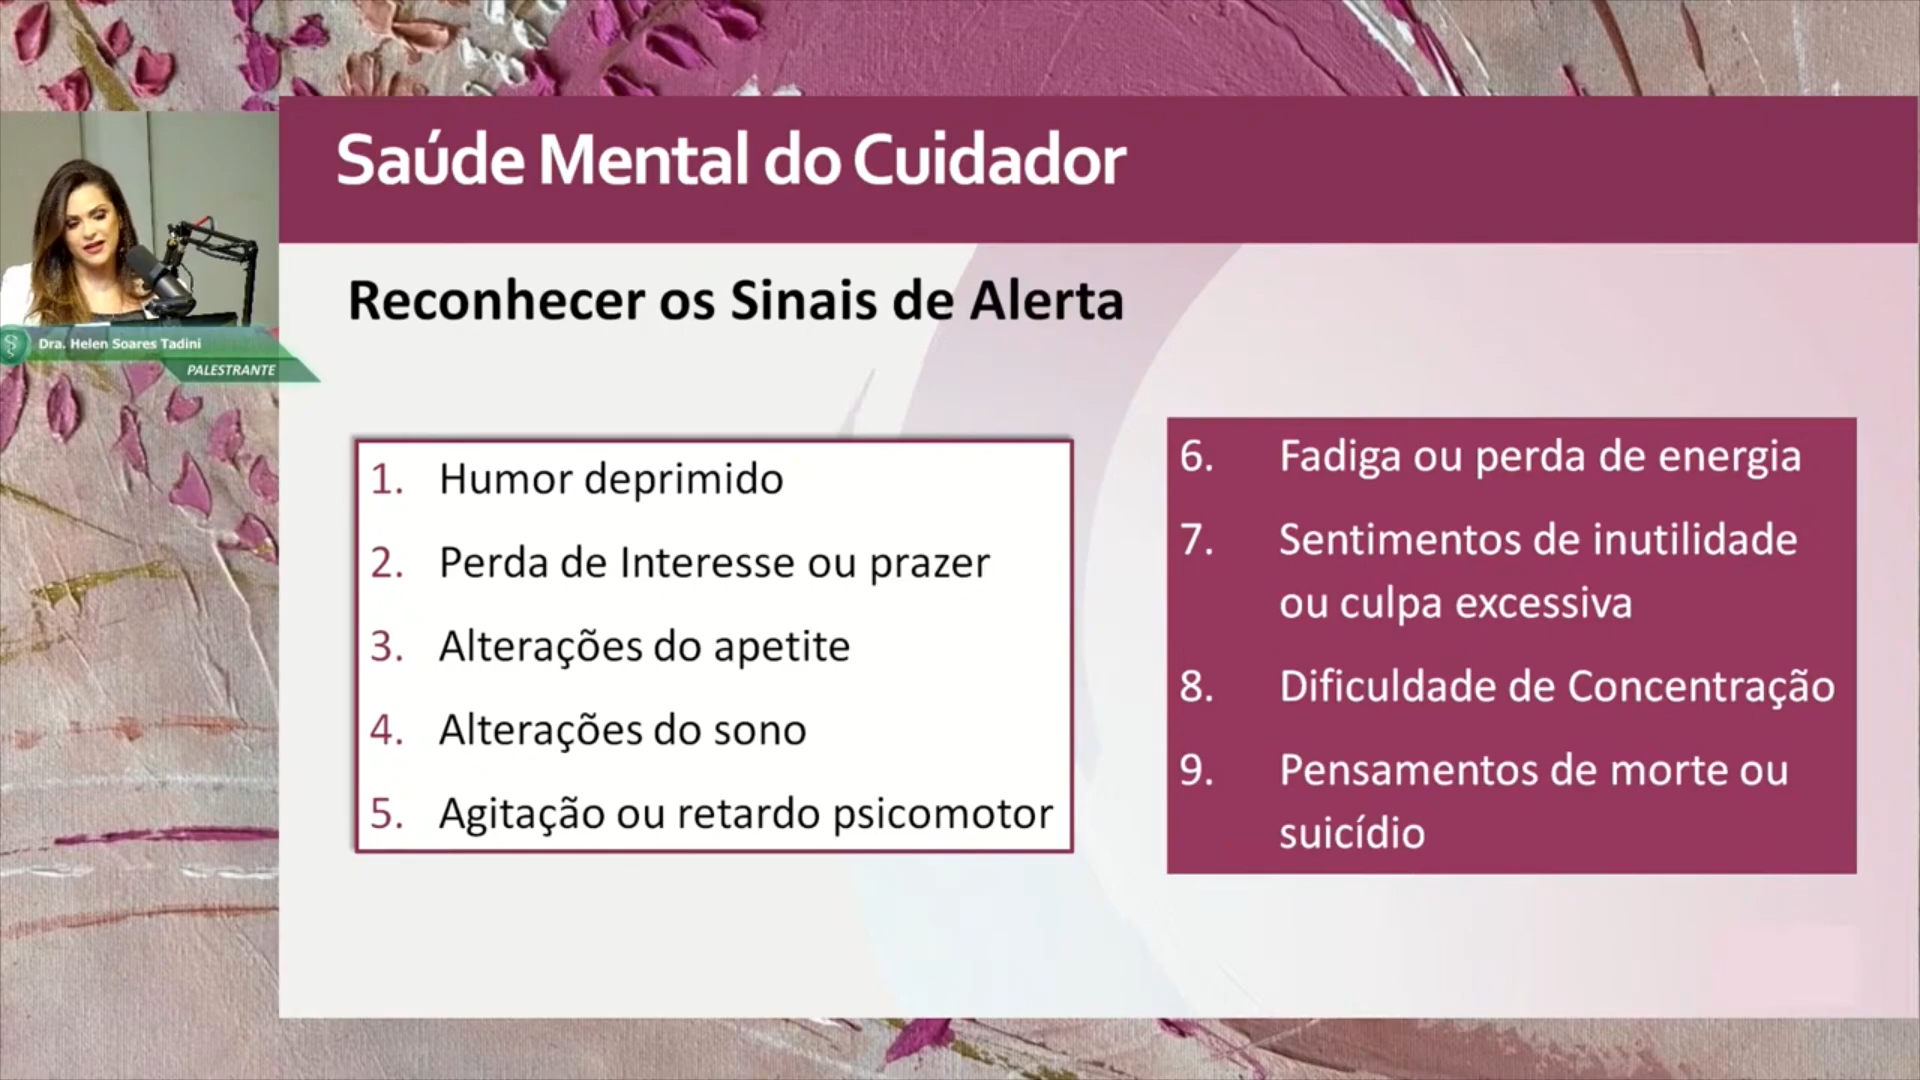 Saúde Mental do Cuidador
Dra. Helen Soares Tadini
PALESTRANTE
Reconhecer os Sinais de Alerta
1. Humor deprimido
2. Perda de Interesse ou prazer
3. Alterações do apetite
4. Alterações do sono
5. Agitação ou retardo psicomotor
6. Fadiga ou perda de energia
7. Sentimentos de inutilidade
ou culpa excessiva
8. Dificuldade de Concentração
9. Pensamentos de morte ou
suicídio